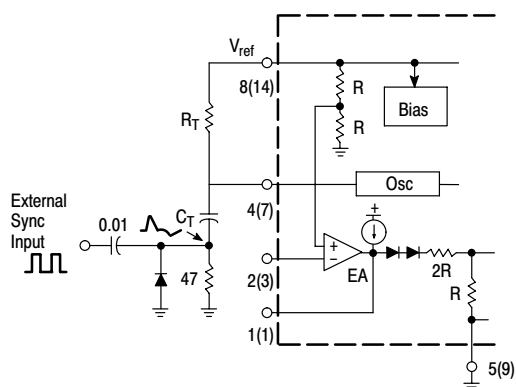 V_ref
8(14)
R
Bias
R_T
R
External
Sync
Input
0.01
C_T
4(7)
Osc
+
47
2(3)
+
−
EA
2R
R
1(1)
5(9)